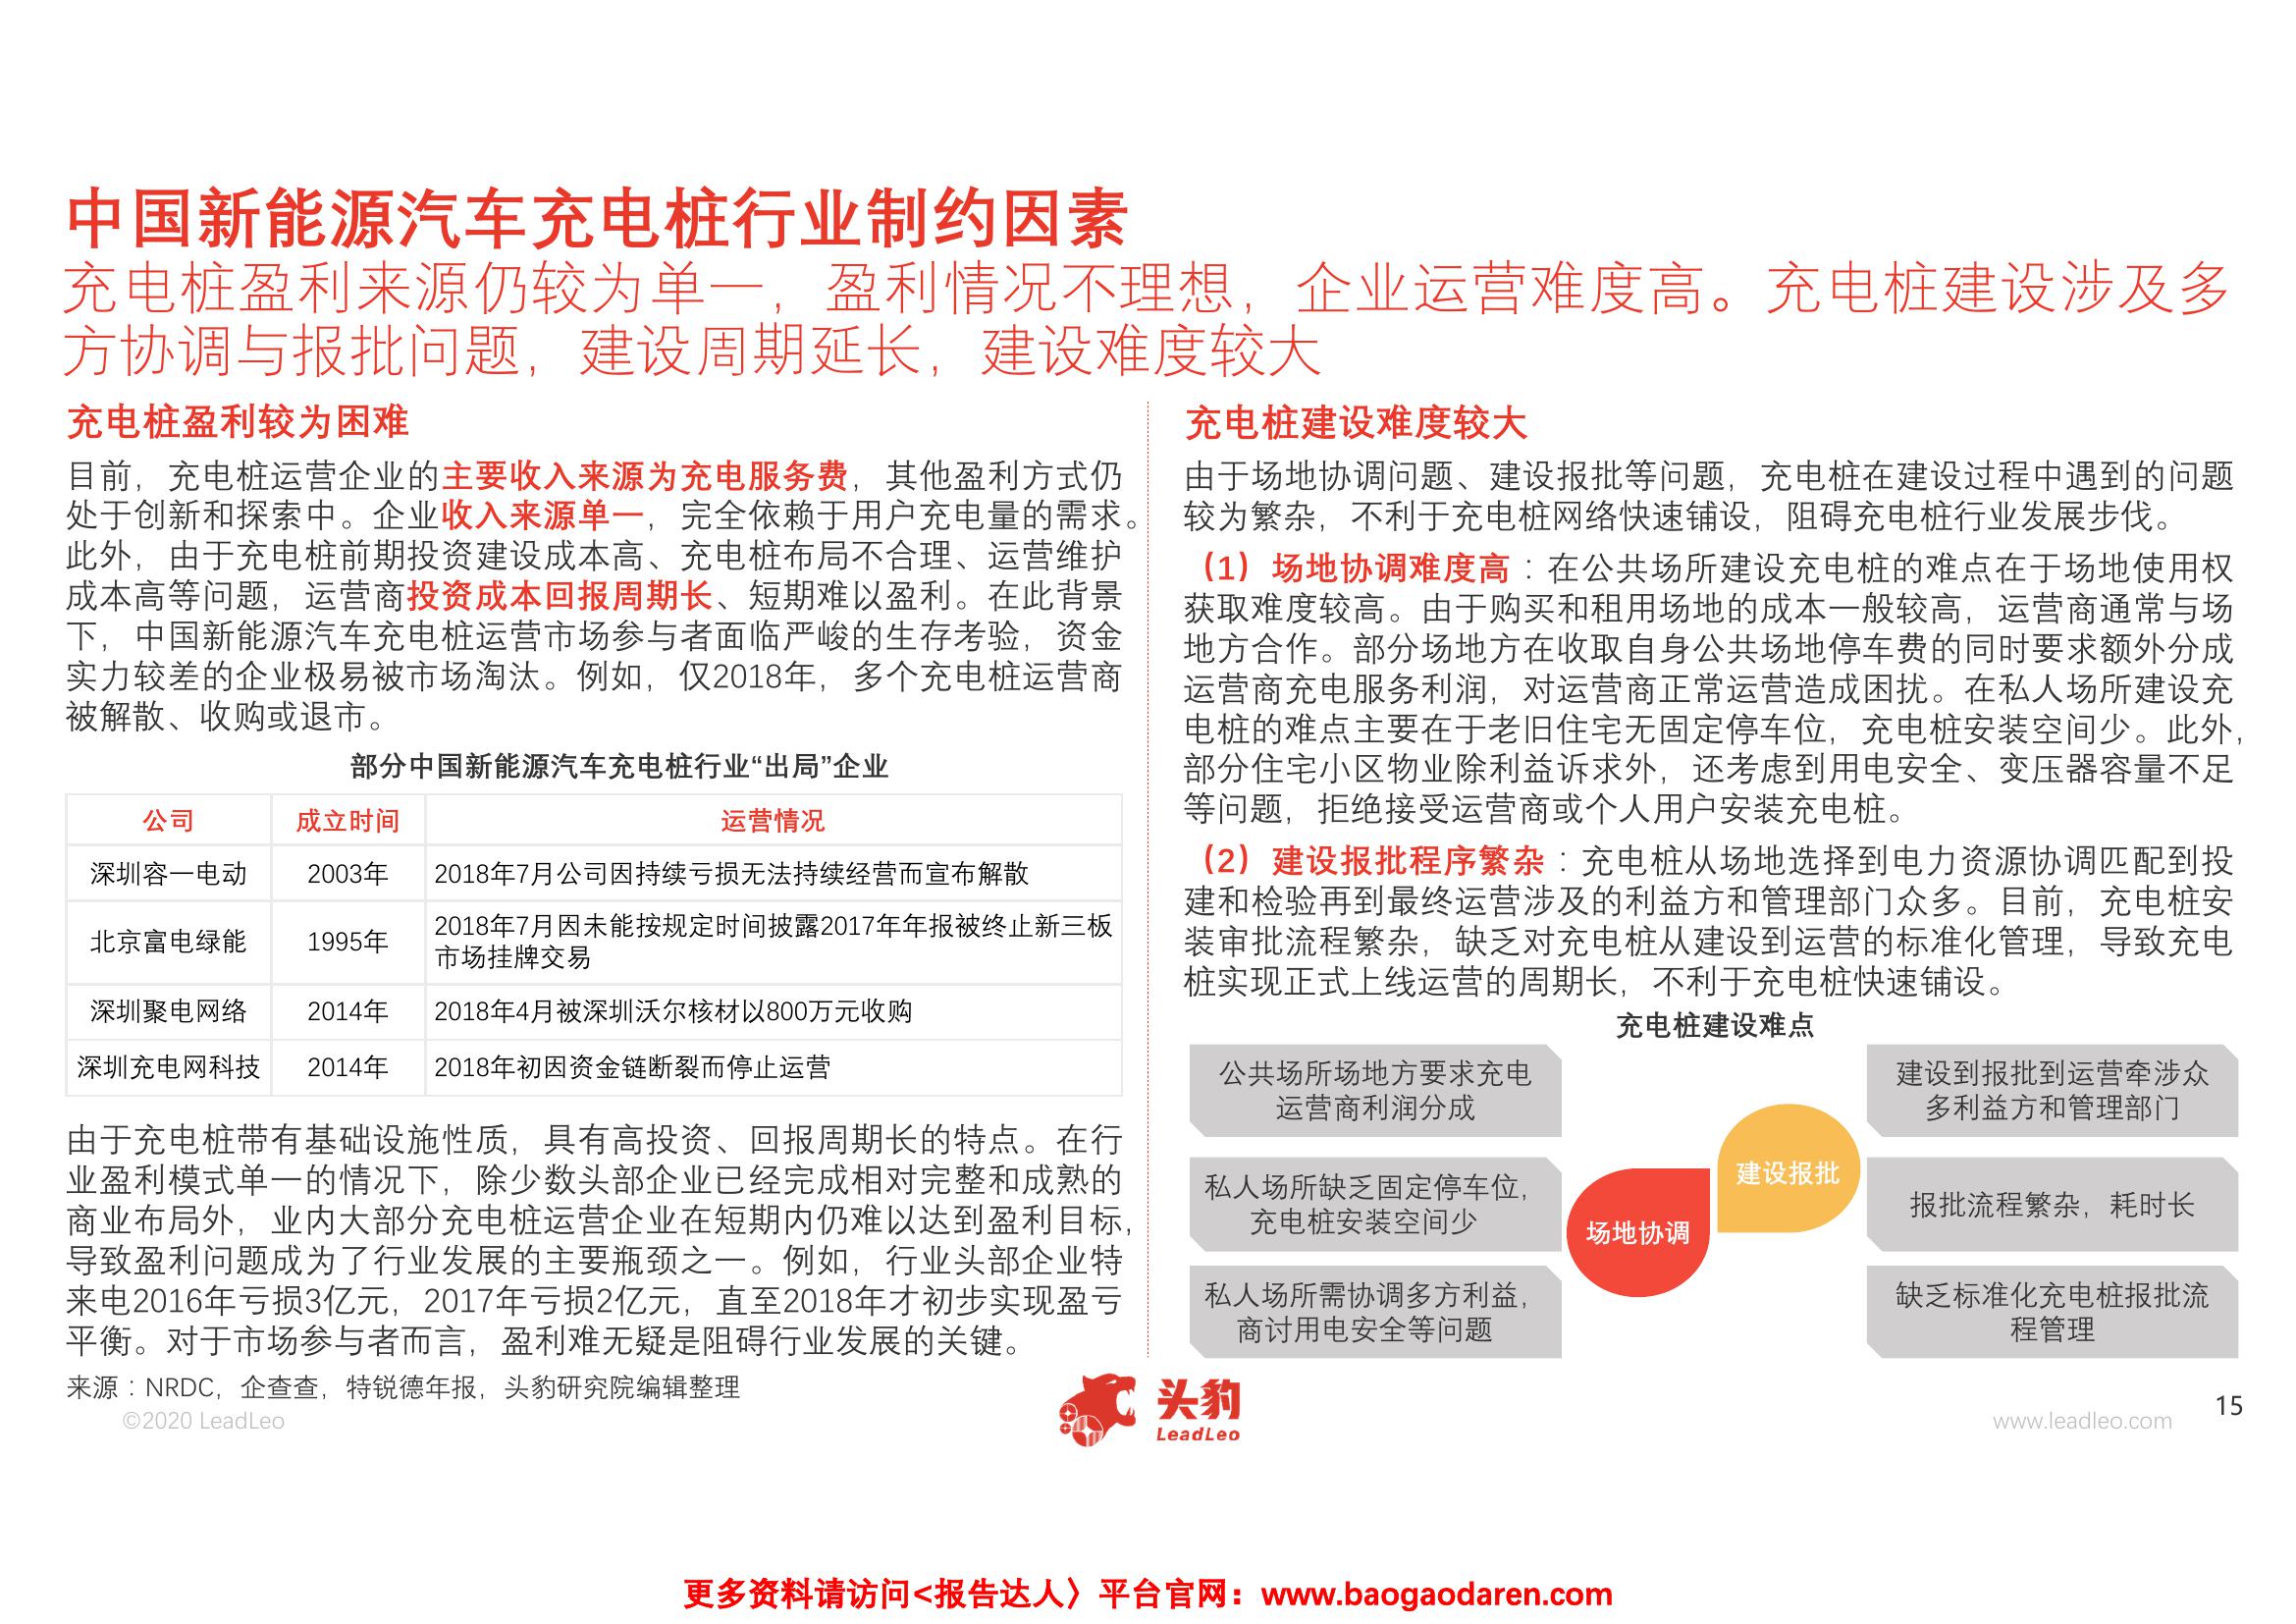 中国新能源汽车充电桩行业制约因素
充电桩盈利来源仍较为单一，盈利情况不理想，企业运营难度高。充电桩建设涉及多
方协调与报批问题，建设周期延长，建设难度较大
充电桩盈利较为困难
目前，充电桩运营企业的主要收入来源为充电服务费，其他盈利方式仍
处于创新和探索中。企业收入来源单一，完全依赖于用户充电量的需求。
此外，由于充电桩前期投资建设成本高、充电桩布局不合理、运营维护
成本高等问题，运营商投资成本回报周期长、短期难以盈利。在此背景
下，中国新能源汽车充电桩运营市场参与者面临严峻的生存考验，资金
实力较差的企业极易被市场淘汰。例如，仅2018年，多个充电桩运营商
被解散、收购或退市。
部分中国新能源汽车充电桩行业“出局”企业
公司 成立时间 运营情况
深圳容一电动 2003年 2018年7月公司因持续亏损无法持续经营而宣布解散
北京富电绿能 1995年 2018年7月因未能按规定时间披露2017年年报被终止新三板
市场挂牌交易
深圳聚电网络 2014年 2018年4月被深圳沃尔核材以800万元收购
深圳充电网科技 2014年 2018年初因资金链断裂而停止运营
由于充电桩带有基础设施性质，具有高投资、回报周期长的特点。在行
业盈利模式单一的情况下，除少数头部企业已经完成相对完整和成熟的
商业布局外，业内大部分充电桩运营企业在短期内仍难以达到盈利目标，
导致盈利问题成为了行业发展的主要瓶颈之一。例如，行业头部企业特
来电2016年亏损3亿元，2017年亏损2亿元，直至2018年才初步实现盈亏
平衡。对于市场参与者而言，盈利难无疑是阻碍行业发展的关键。
充电桩建设难度较大
由于场地协调问题、建设报批等问题，充电桩在建设过程中遇到的问题
较为繁杂，不利于充电桩网络快速铺设，阻碍充电桩行业发展步伐。
（1）场地协调难度高：在公共场所建设充电桩的难点在于场地使用权
获取难度较高。由于购买和租用场地的成本一般较高，运营商通常与场
地方合作。部分场地方在收取自身公共场地停车费的同时要求额外分成
运营商充电服务利润，对运营商正常运营造成困扰。在私人场所建设充
电桩的难点主要在于老旧住宅无固定停车位，充电桩安装空间少。此外，
部分住宅小区物业除利益诉求外，还考虑到用电安全、变压器容量不足
等问题，拒绝接受运营商或个人用户安装充电桩。
（2）建设报批程序繁杂：充电桩从场地选择到电力资源协调匹配到投
建和检验再到最终运营涉及的利益方和管理部门众多。目前，充电桩安
装审批流程繁杂，缺乏对充电桩从建设到运营的标准化管理，导致充电
桩实现正式上线运营的周期长，不利于充电桩快速铺设。
充电桩建设难点
公共场所场地方要求充电
运营商利润分成
私人场所缺乏固定停车位，
充电桩安装空间少
私人场所需协调多方利益，
商讨用电安全等问题
场地协调
建设报批
建设到报批到运营牵涉众
多利益方和管理部门
报批流程繁杂，耗时长
缺乏标准化充电桩报批流
程管理
来源：NRDC，企查查，特锐德年报，头豹研究院编辑整理
©2020 LeadLeo
头豹
LeadLeo
www.leadleo.com
15
更多资料请访问<报告达人〉平台官网：www.baogaodaren.com